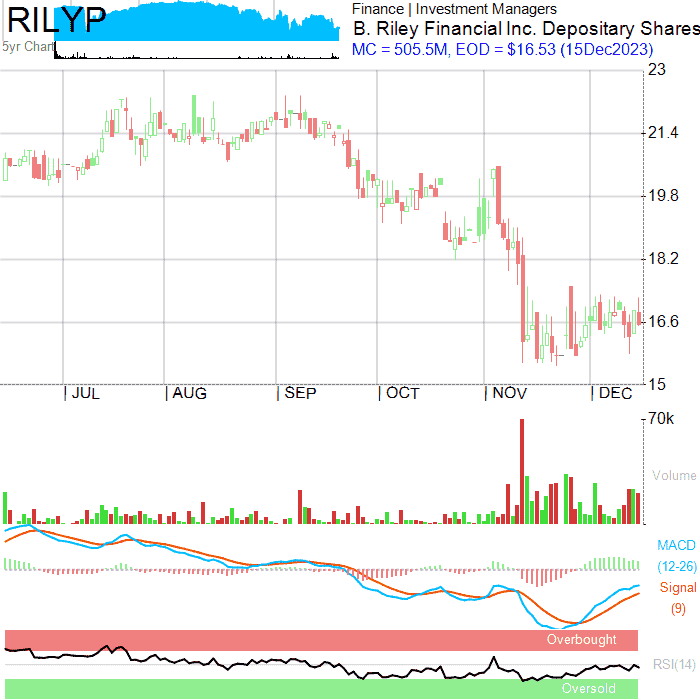 RILYP
5yr Chart
Finance | Investment Managers
B. Riley Financial Inc. Depositary Shares
MC = 505.5M, EOD = $16.53 (15Dec2023)
23
21.4
19.8
18.2
16.6
15
| JUL | AUG | SEP | OCT | NOV | DEC
70k
Volume
MACD
(12-26)
Signal
(9)
Overbought
RSI(14)
Oversold